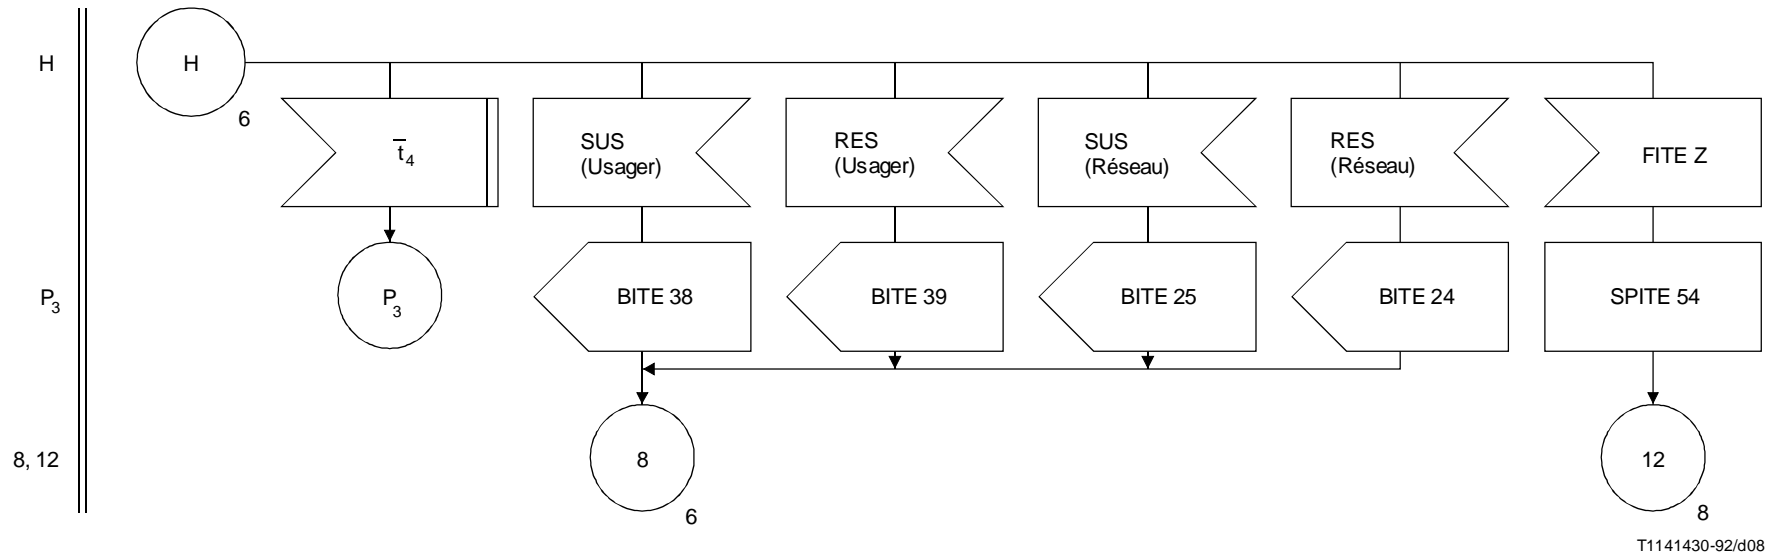 H
H
6
t̅₄
SUS
(Usager)
RES
(Usager)
SUS
(Réseau)
RES
(Réseau)
FITE Z
P₃
P₃
BITE 38
BITE 39
BITE 25
BITE 24
SPITE 54
8, 12
8
6
12
8
T1141430-92/d08